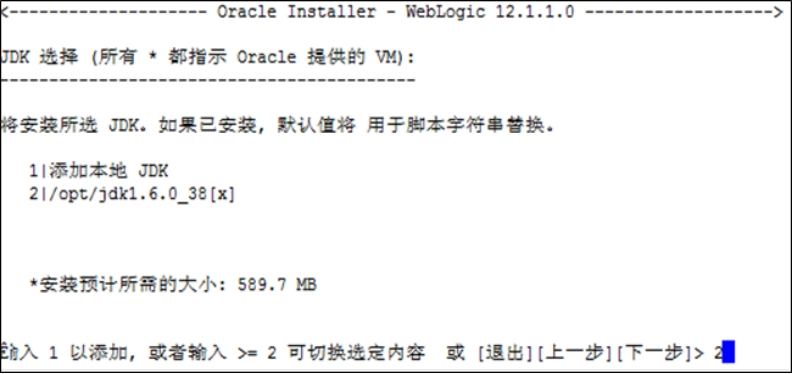 <-------------------- Oracle Installer - WebLogic 12.1.1.0 ------------------->
JDK 选择 (所有 * 都指示 Oracle 提供的 VM):
------------------------------------------
将安装所选 JDK。如果已安装, 默认值将 用于脚本字符串替换。
1|添加本地 JDK
2|/opt/jdk1.6.0_38[x]
*安装预计所需的大小: 589.7 MB
输入 1 以添加, 或者输入 >= 2 可切换选定内容 或 [退出][上一步][下一步]> 2